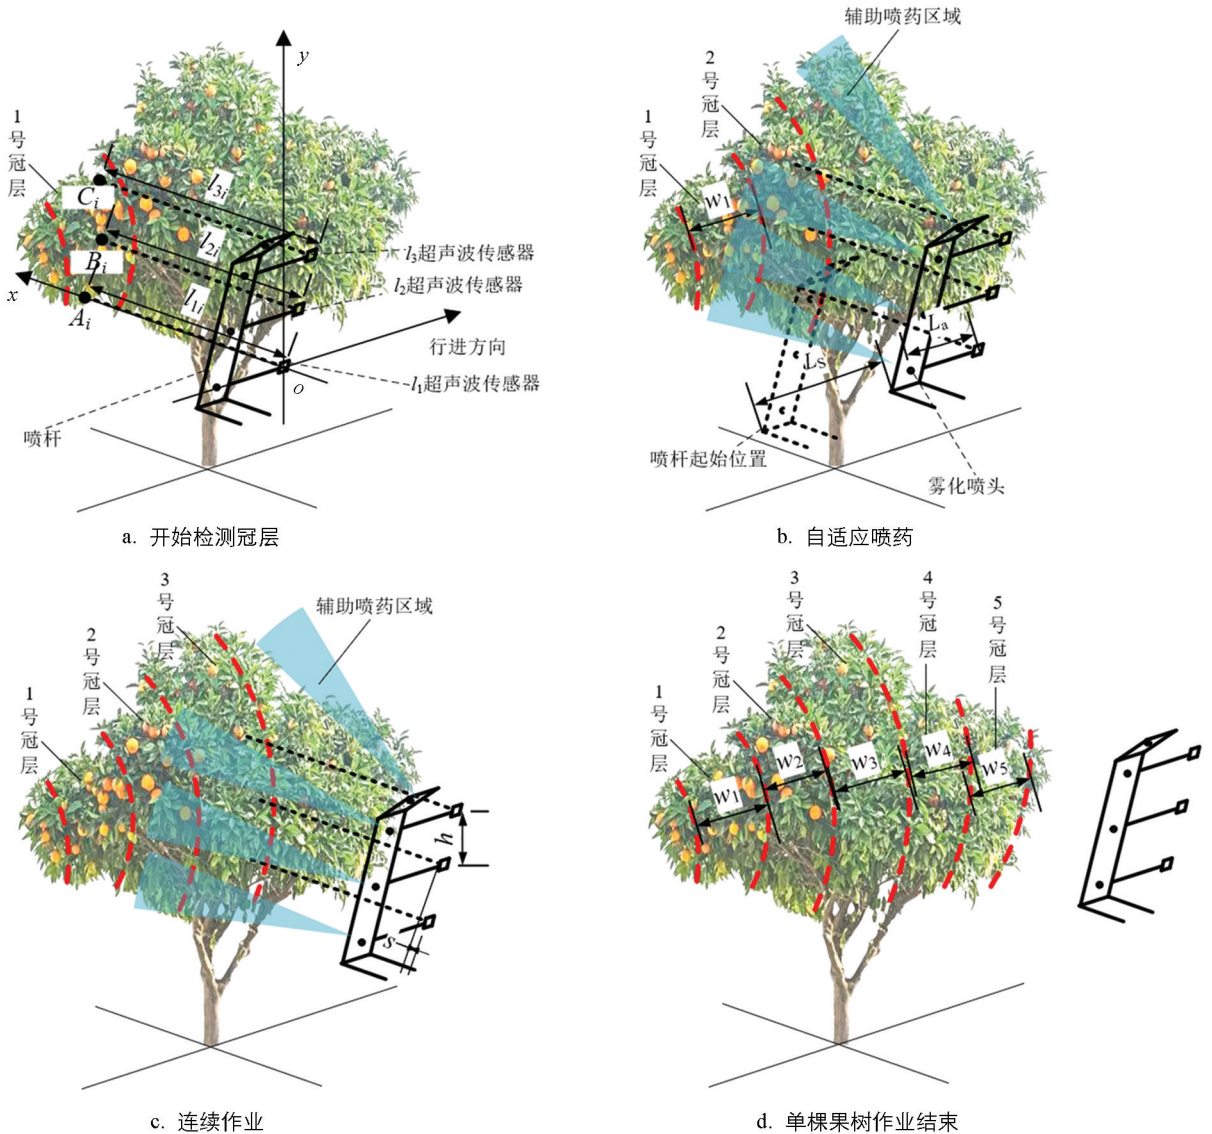 y
1号冠层
C_i
l_{3i}
l_{2i}
B_i
l_{1i}
x
A_i
l_3超声波传感器
l_2超声波传感器
行进方向
l_1超声波传感器
o
喷杆
a. 开始检测冠层
辅助喷药区域
2号冠层
1号冠层
w_1
L_a
L_S
喷杆起始位置
雾化喷头
b. 自适应喷药
3号冠层
辅助喷药区域
2号冠层
1号冠层
h
s
c. 连续作业
3号冠层
4号冠层
5号冠层
2号冠层
1号冠层
w_1
w_2
w_3
w_4
w_5
d. 单棵果树作业结束